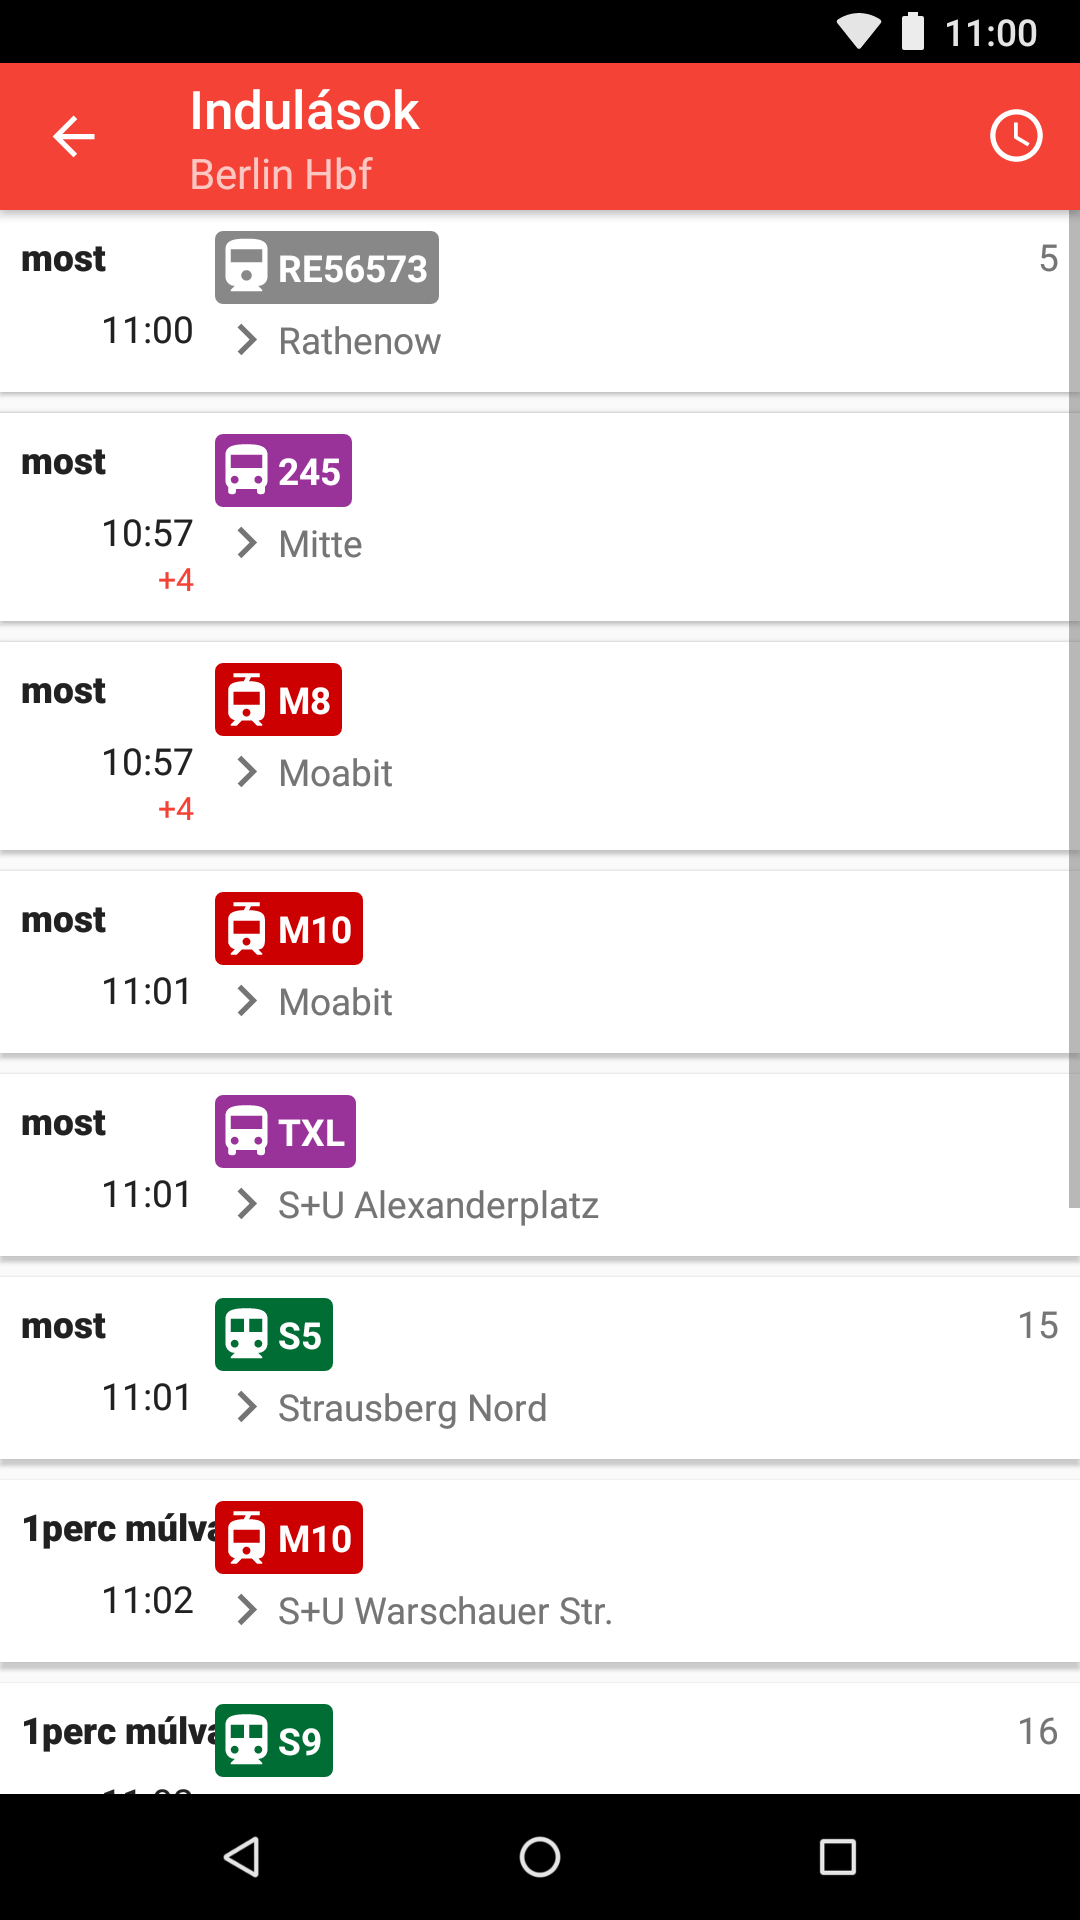 11:00
Indulások
Berlin Hbf
most RE56573 5
11:00 Rathenow
most 245
10:57 Mitte
+4
most M8
10:57 Moabit
+4
most M10
11:01 Moabit
most TXL
11:01 S+U Alexanderplatz
most S5 15
11:01 Strausberg Nord
1perc múlva M10
11:02 S+U Warschauer Str.
1perc múlva S9 16